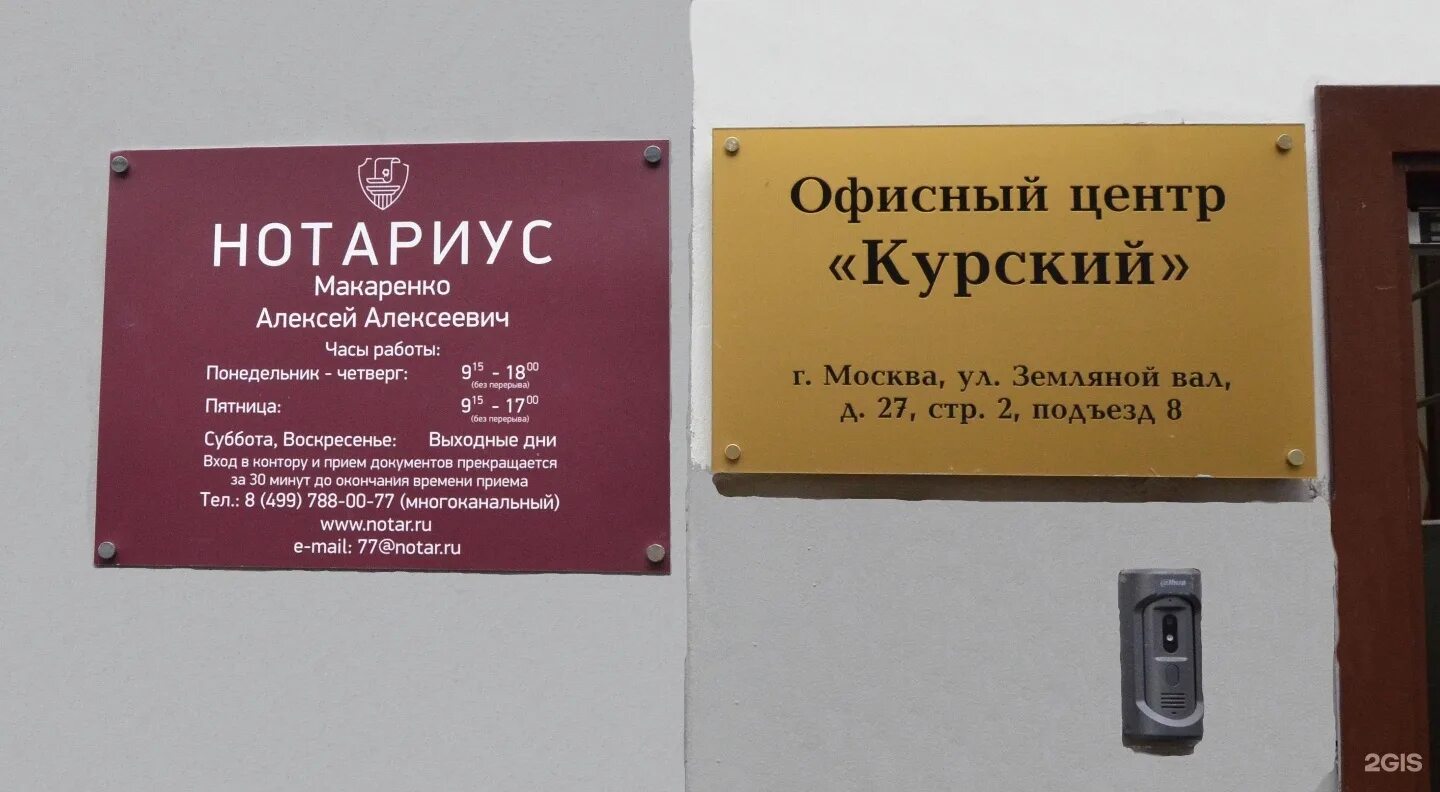 НОТАРИУС
Макаренко
Алексей Алексеевич
Часы работы:
Понедельник - четверг: 9¹⁵ - 18⁰⁰
(без перерыва)
Пятница: 9¹⁵ - 17⁰⁰
(без перерыва)
Суббота, Воскресенье: Выходные дни
Вход в контору и прием документов прекращается
за 30 минут до окончания времени приема
Тел.: 8 (499) 788-00-77 (многоканальный)
www.notar.ru
e-mail: 77@notar.ru
Офисный центр
«Курский»
г. Москва, ул. Земляной вал,
д. 27, стр. 2, подъезд 8
alhua
2GIS